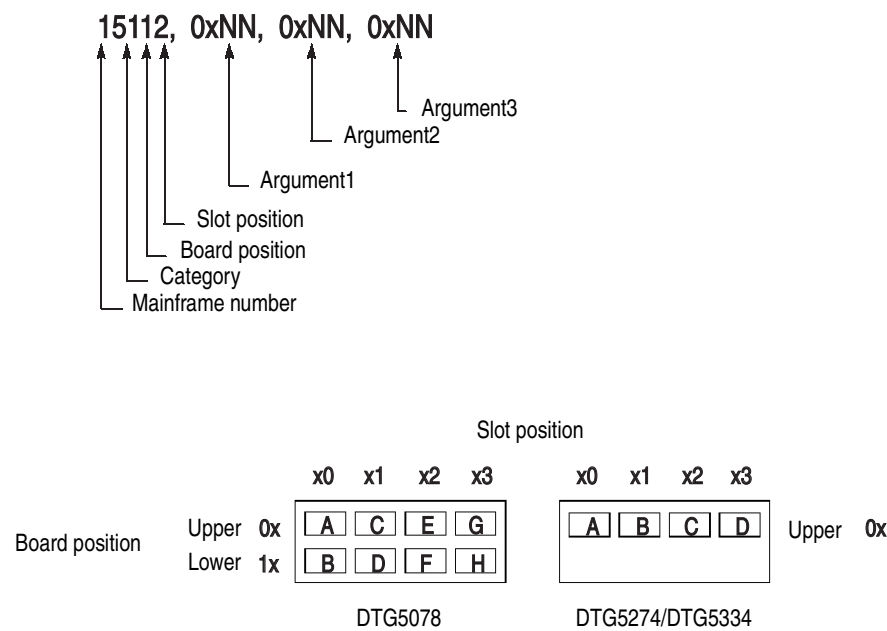 15112, 0xNN, 0xNN, 0xNN
Argument3
Argument2
Argument1
Slot position
Board position
Category
Mainframe number
Slot position
x0 x1 x2 x3 x0 x1 x2 x3
Board position
Upper 0x A C E G A B C D Upper 0x
Lower 1x B D F H
DTG5078 DTG5274/DTG5334